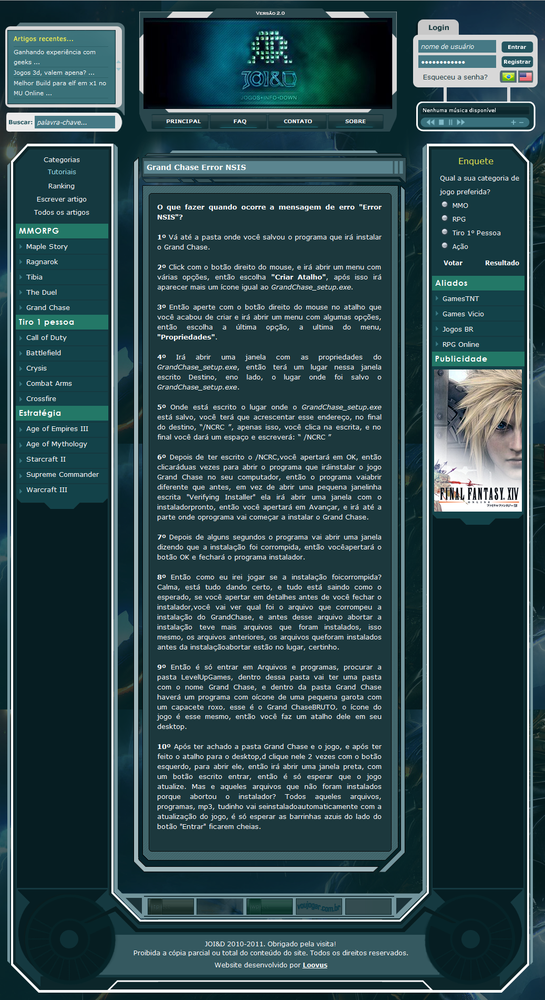 Versão 2.0
Artigos recentes...
Ganhando experiência com
geeks ...
Jogos 3d, valem apena? ...
Melhor Build para elf em x1 no
MU Online ...
Buscar: palavra-chave...
JOI&D
JOGOS+INFO+DOWN
PRINCIPAL
FAQ
CONTATO
SOBRE
Login
nome de usuário
Entrar
Registrar
Esqueceu a senha?
Nenhuma música disponível
Categorias
Tutoriais
Ranking
Escrever artigo
Todos os artigos
MMORPG
Maple Story
Ragnarok
Tibia
The Duel
Grand Chase
Tiro 1 pessoa
Call of Duty
Battlefield
Crysis
Combat Arms
Crossfire
Estratégia
Age of Empires III
Age of Mythology
Starcraft II
Supreme Commander
Warcraft III
Grand Chase Error NSIS
O que fazer quando ocorre a mensagem de erro "Error
NSIS"?
1º Vá até a pasta onde você salvou o programa que irá instalar
o Grand Chase.
2º Click com o botão direito do mouse, e irá abrir um menu com
várias opções, então escolha "Criar Atalho", após isso irá
aparecer mais um ícone igual ao GrandChase_setup.exe.
3º Então aperte com o botão direito do mouse no atalho que
você acabou de criar e irá abrir um menu com algumas opções,
então escolha a última opção, a ultima do menu,
"Propriedades".
4º Irá abrir uma janela com as propriedades do
GrandChase_setup.exe, então terá um lugar nessa janela
escrito Destino, eno lado, o lugar onde foi salvo o
GrandChase_setup.exe.
5º Onde está escrito o lugar onde o GrandChase_setup.exe
está salvo, você terá que acrescentar esse endereço, no final
do destino, “/NCRC ”, apenas isso, você clica na escrita, e no
final você dará um espaço e escreverá: “ /NCRC ”
6º Depois de ter escrito o /NCRC,você apertará em OK, então
clicaráduas vezes para abrir o programa que iráinstalar o jogo
Grand Chase no seu computador, então o programa vaiabrir
diferente que antes, em vez de abrir uma pequena janelinha
escrita "Verifying Installer" ela irá abrir uma janela com o
instaladorpronto, então você apertará em Avançar, e irá até a
parte onde oprograma vai começar a instalar o Grand Chase.
7º Depois de alguns segundos o programa vai abrir uma janela
dizendo que a instalação foi corrompida, então vocêapertará o
botão OK e fechará o programa instalador.
8º Então como eu irei jogar se a instalação foicorrompida?
Calma, está tudo dando certo, e tudo está saindo como o
esperado, se você apertar em detalhes antes de você fechar o
instalador,você vai ver qual foi o arquivo que corrompeu a
instalação do GrandChase, e antes desse arquivo abortar a
instalação teve mais arquivos que foram instalados, isso
mesmo, os arquivos anteriores, os arquivos queforam instalados
antes da instalaçãoabortar estão no lugar, certinho.
9º Então é só entrar em Arquivos e programas, procurar a
pasta LevelUpGames, dentro dessa pasta vai ter uma pasta
com o nome Grand Chase, e dentro da pasta Grand Chase
haverá um programa com oícone de uma pequena garota com
um capacete roxo, esse é o Grand ChaseBRUTO, o ícone do
jogo é esse mesmo, então você faz um atalho dele em seu
desktop.
10º Após ter achado a pasta Grand Chase e o jogo, e após ter
feito o atalho para o desktop,d clique nele 2 vezes com o botão
esquerdo, para abrir ele, então irá abrir uma janela preta, com
um botão escrito entrar, então é só esperar que o jogo
atualize. Mas e aqueles arquivos que não foram instalados
porque abortou o instalador? Todos aqueles arquivos,
programas, mp3, tudinho vai seinstaladoautomaticamente com a
atualização do jogo, é só esperar as barrinhas azuis do lado do
botão "Entrar" ficarem cheias.
Enquete
Qual a sua categoria de
jogo preferida?
MMO
RPG
Tiro 1º Pessoa
Ação
Votar
Resultado
Aliados
GamesTNT
Games Vicio
Jogos BR
RPG Online
Publicidade
FINAL FANTASY XIV
ONLINE
ファイナルファンタジーXIV
voujogar.com.br
JOI&D 2010-2011. Obrigado pela visita!
Proibida a cópia parcial ou total do conteúdo do site. Todos os direitos reservados.
Website desenvolvido por Loovus